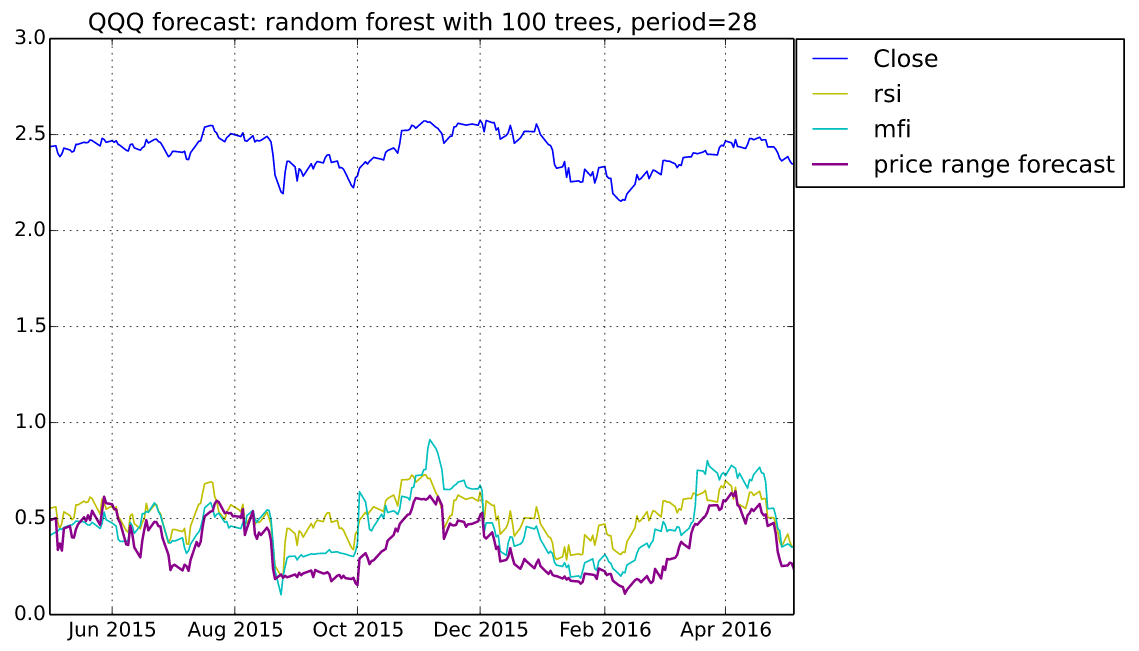 QQQ forecast: random forest with 100 trees, period=28
3.0
2.5
2.0
1.5
1.0
0.5
0.0
Jun 2015 Aug 2015 Oct 2015 Dec 2015 Feb 2016 Apr 2016
Close
rsi
mfi
price range forecast